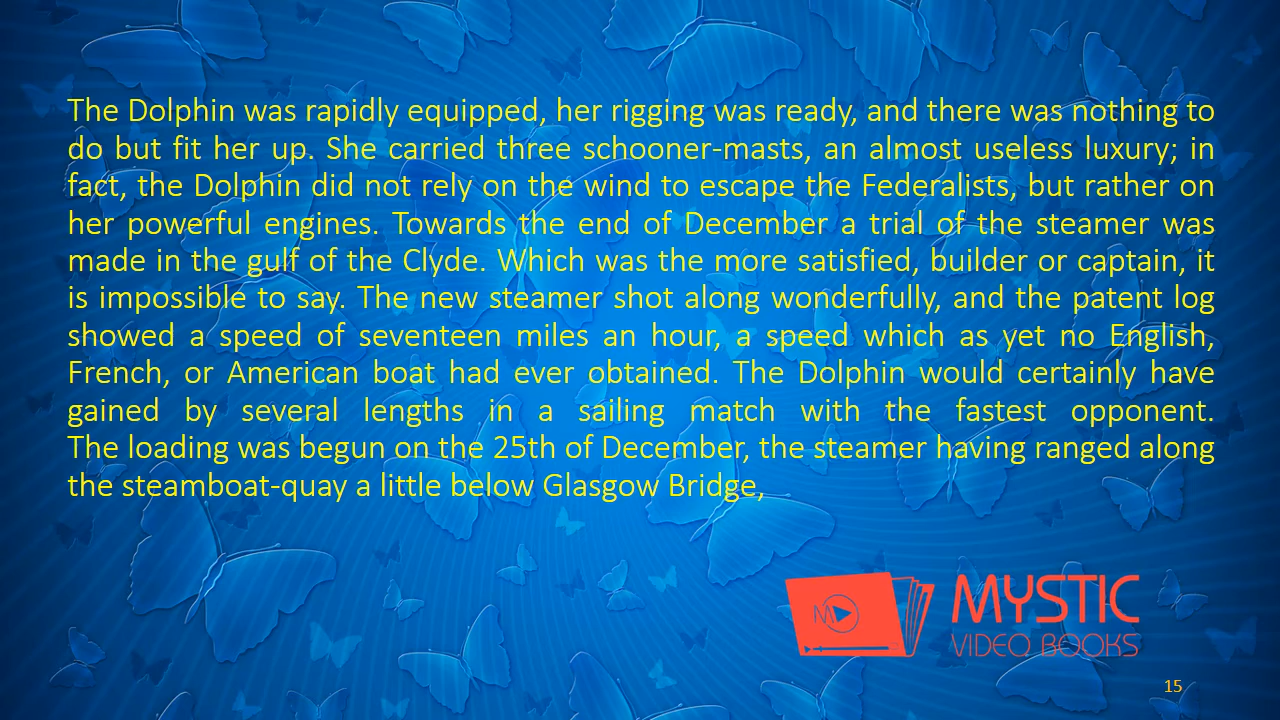 The Dolphin was rapidly equipped, her rigging was ready, and there was nothing to
do but fit her up. She carried three schooner-masts, an almost useless luxury; in
fact, the Dolphin did not rely on the wind to escape the Federalists, but rather on
her powerful engines. Towards the end of December a trial of the steamer was
made in the gulf of the Clyde. Which was the more satisfied, builder or captain, it
is impossible to say. The new steamer shot along wonderfully, and the patent log
showed a speed of seventeen miles an hour, a speed which as yet no English,
French, or American boat had ever obtained. The Dolphin would certainly have
gained by several lengths in a sailing match with the fastest opponent.
The loading was begun on the 25th of December, the steamer having ranged along
the steamboat-quay a little below Glasgow Bridge,
M
MYSTIC
VIDEO BOOKS
15